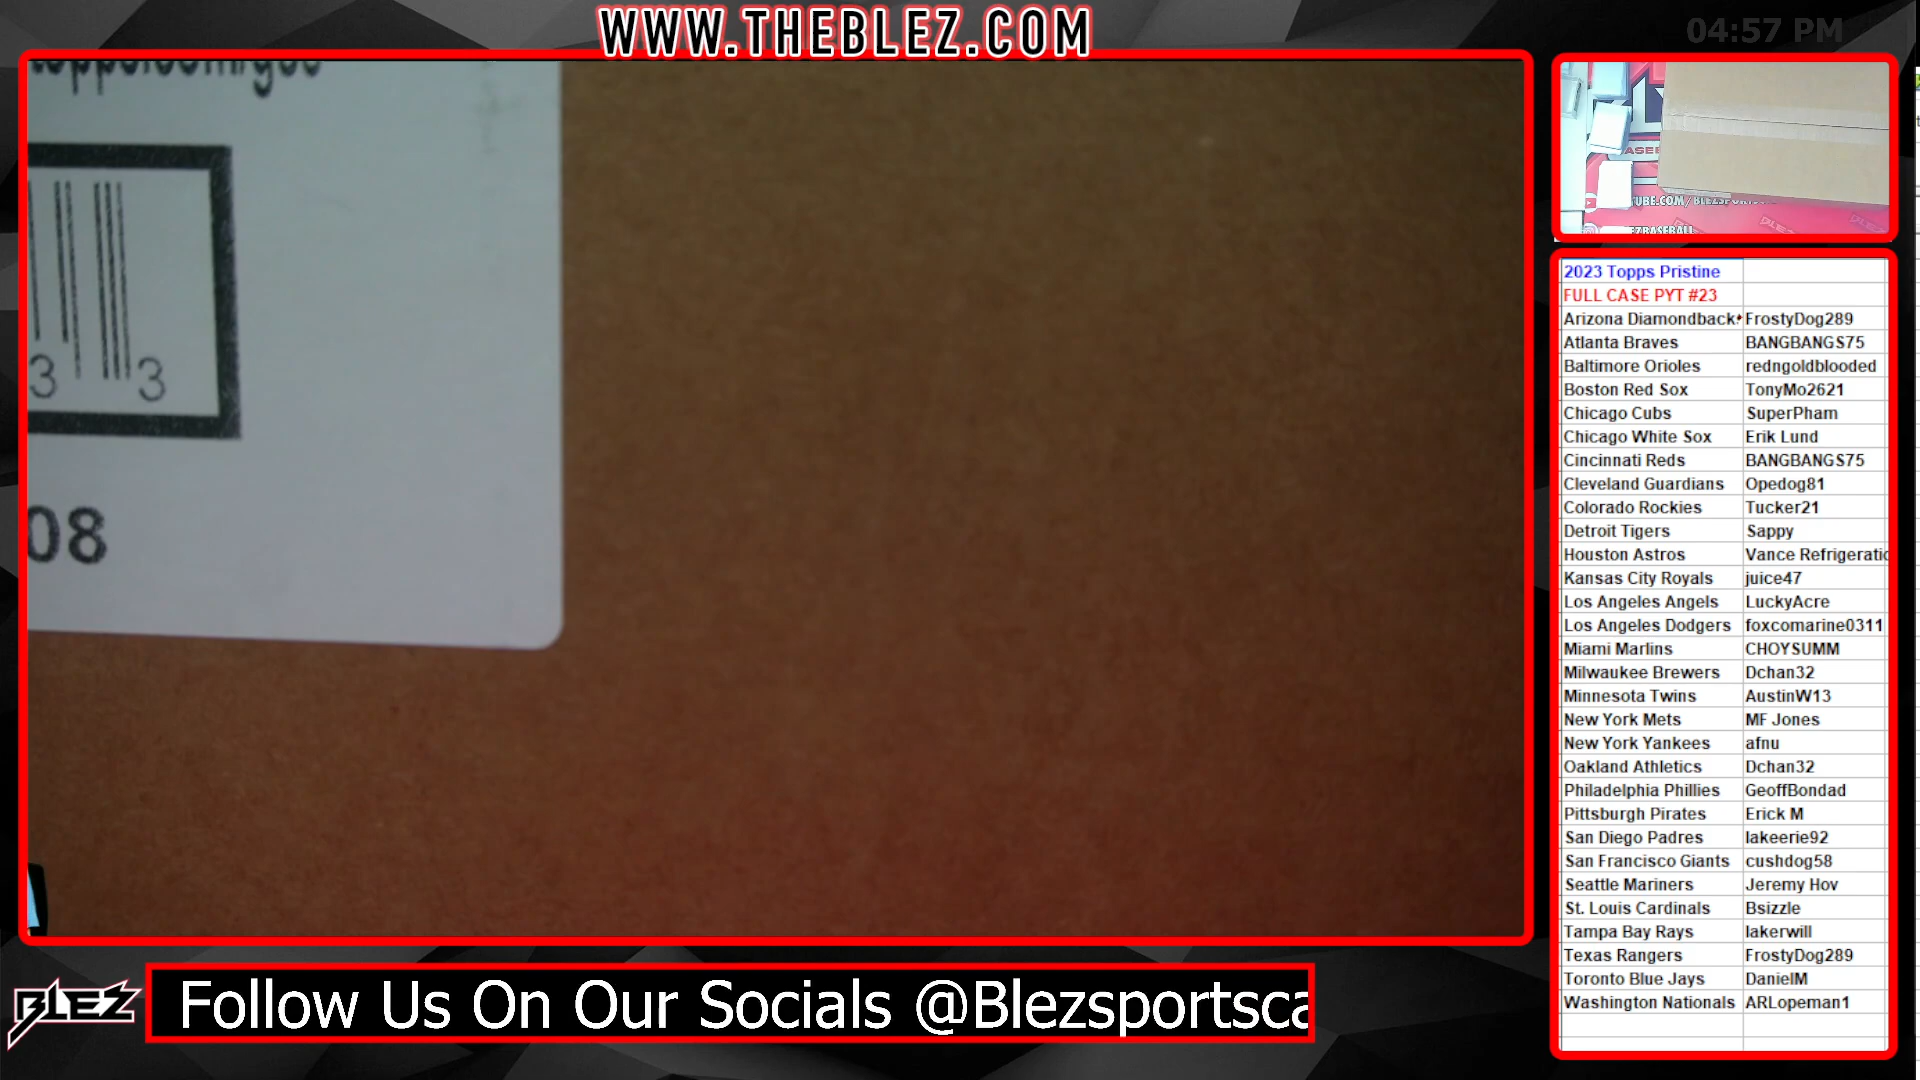 WWW.THEBLEZ.COM
04:57 PM
3 3
08
2023 Topps Pristine
FULL CASE PYT #23
Arizona Diamondback FrostyDog289
Atlanta Braves BANGBANGS75
Baltimore Orioles redngoldblooded
Boston Red Sox TonyMo2621
Chicago Cubs SuperPham
Chicago White Sox Erik Lund
Cincinnati Reds BANGBANGS75
Cleveland Guardians Opedog81
Colorado Rockies Tucker21
Detroit Tigers Sappy
Houston Astros Vance Refrigeratio
Kansas City Royals juice47
Los Angeles Angels LuckyAcre
Los Angeles Dodgers foxcomarine0311
Miami Marlins CHOYSUMM
Milwaukee Brewers Dchan32
Minnesota Twins AustinW13
New York Mets MF Jones
New York Yankees afnu
Oakland Athletics Dchan32
Philadelphia Phillies GeoffBondad
Pittsburgh Pirates Erick M
San Diego Padres lakeerie92
San Francisco Giants cushdog58
Seattle Mariners Jeremy Hov
St. Louis Cardinals Bsizzle
Tampa Bay Rays lakerwill
Texas Rangers FrostyDog289
Toronto Blue Jays DanielM
Washington Nationals ARLopeman1
BLEZ
Follow Us On Our Socials @Blezsportsca